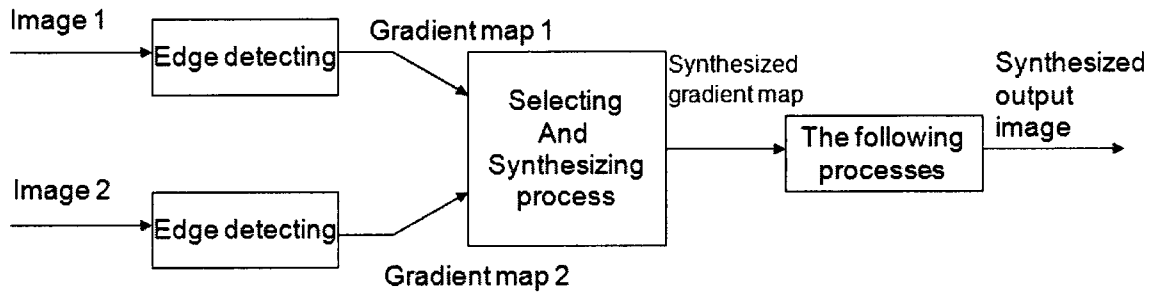 Image 1
Edge detecting
Gradient map 1
Selecting
And
Synthesizing
process
Synthesized
gradient map
The following
processes
Synthesized
output
image
Image 2
Edge detecting
Gradient map 2